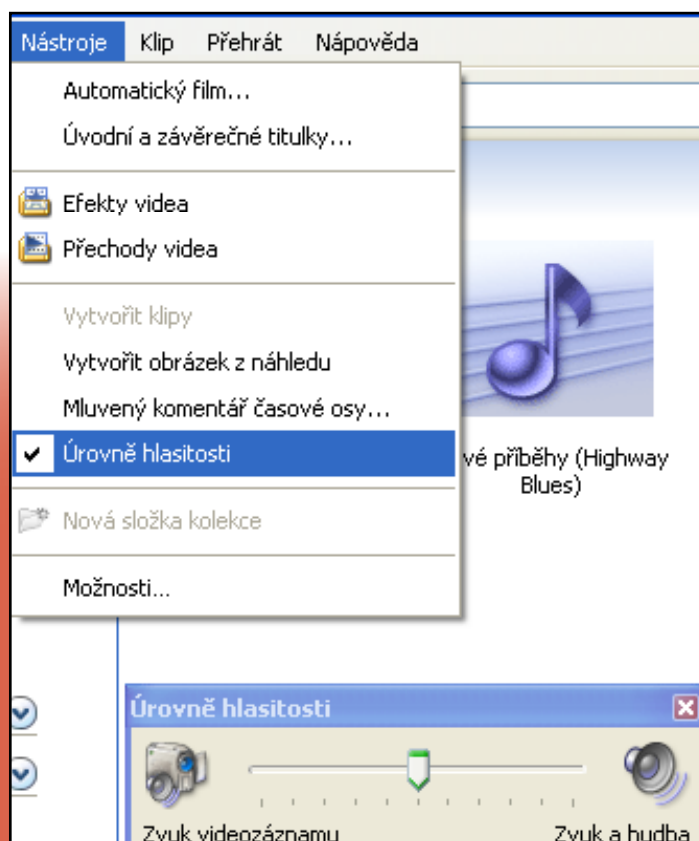 Nástroje Klip Přehrát Nápověda
Automatický film...
Úvodní a závěrečné titulky...
Efekty videa
Přechody videa
Vytvořit klipy
Vytvořit obrázek z náhledu
Mluvený komentář časové osy...
Úrovně hlasitosti
vé příběhy (Highway
Blues)
Nová složka kolekce
Možnosti...
Úrovně hlasitosti
Zvuk videozáznamu Zvuk a hudba